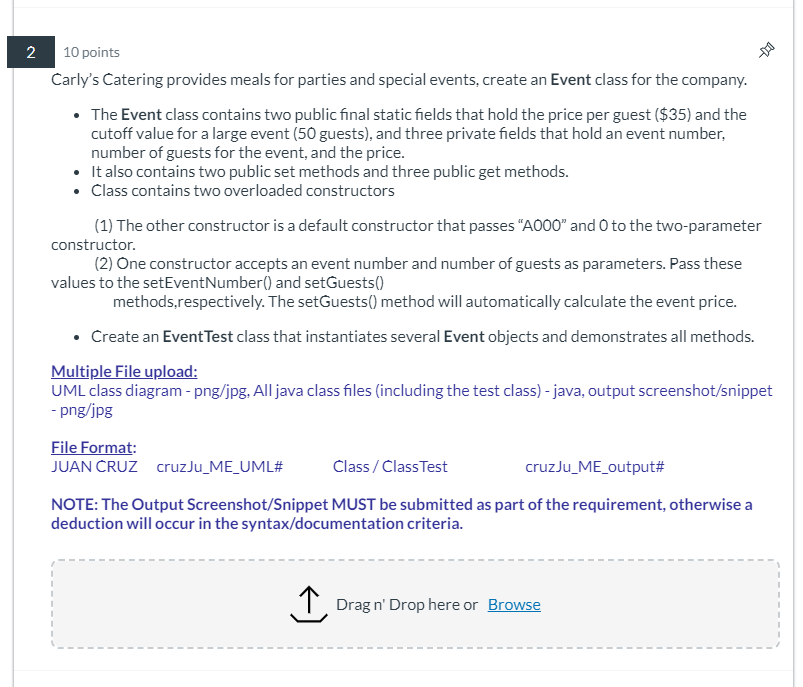 2 10 points
Carly's Catering provides meals for parties and special events, create an Event class for the company.
• The Event class contains two public final static fields that hold the price per guest ($35) and the
cutoff value for a large event (50 guests), and three private fields that hold an event number,
number of guests for the event, and the price.
• It also contains two public set methods and three public get methods.
• Class contains two overloaded constructors
(1) The other constructor is a default constructor that passes “A000” and 0 to the two-parameter
constructor.
(2) One constructor accepts an event number and number of guests as parameters. Pass these
values to the setEventNumber() and setGuests()
methods,respectively. The setGuests() method will automatically calculate the event price.
• Create an EventTest class that instantiates several Event objects and demonstrates all methods.
Multiple File upload:
UML class diagram - png/jpg, All java class files (including the test class) - java, output screenshot/snippet
- png/jpg
File Format:
JUAN CRUZ cruzJu_ME_UML# Class / ClassTest cruzJu_ME_output#
NOTE: The Output Screenshot/Snippet MUST be submitted as part of the requirement, otherwise a
deduction will occur in the syntax/documentation criteria.
Drag n' Drop here or Browse